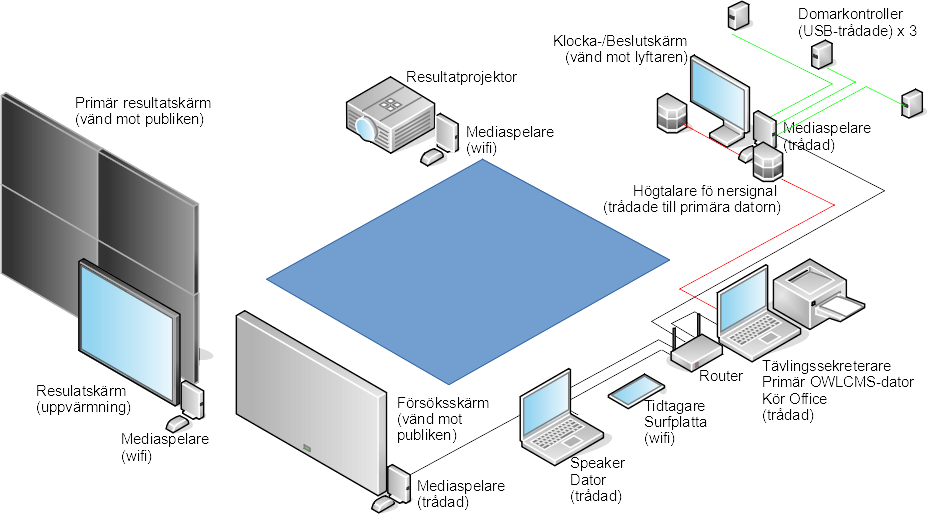 Domarkontroller
(USB-trådade) x 3
Klocka-/Beslutskärm
(vänd mot lyftaren)
Resultatprojektor
Primär resultatskärm
(vänd mot publiken)
Mediaspelare
(wifi)
Mediaspelare
(trådad)
Högtalare fö nersignal
(trådade till primära datorn)
Tävlingssekreterare
Primär OWLCMS-dator
Kör Office
(trådad)
Router
Resulatskärm
(uppvärmning)
Försöksskärm
(vänd mot
publiken)
Tidtagare
Surfplatta
(wifi)
Mediaspelare
(wifi)
Speaker
Dator
(trådad)
Mediaspelare
(trådad)